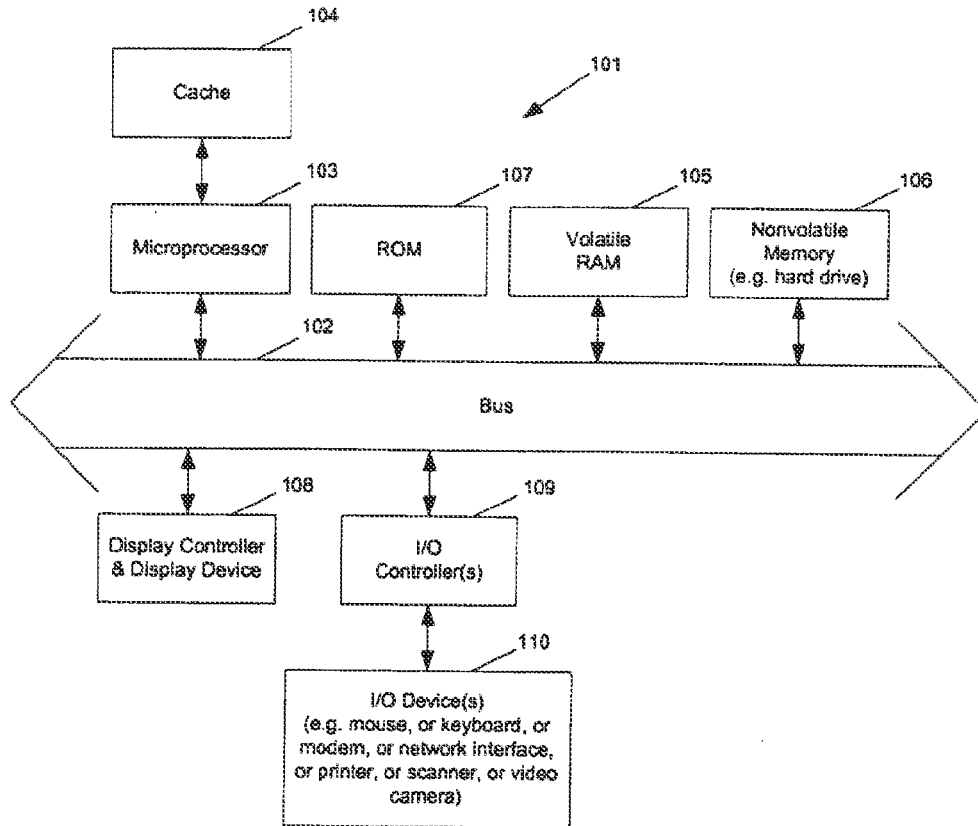 104
Cache
101
103
Microprocessor
107
ROM
105
Volatile
RAM
106
Nonvolatile
Memory
(e.g. hard drive)
102
Bus
108
Display Controller
& Display Device
109
I/O
Controller(s)
110
I/O Device(s)
(e.g. mouse, or keyboard, or
modem, or network interface,
or printer, or scanner, or video
camera)